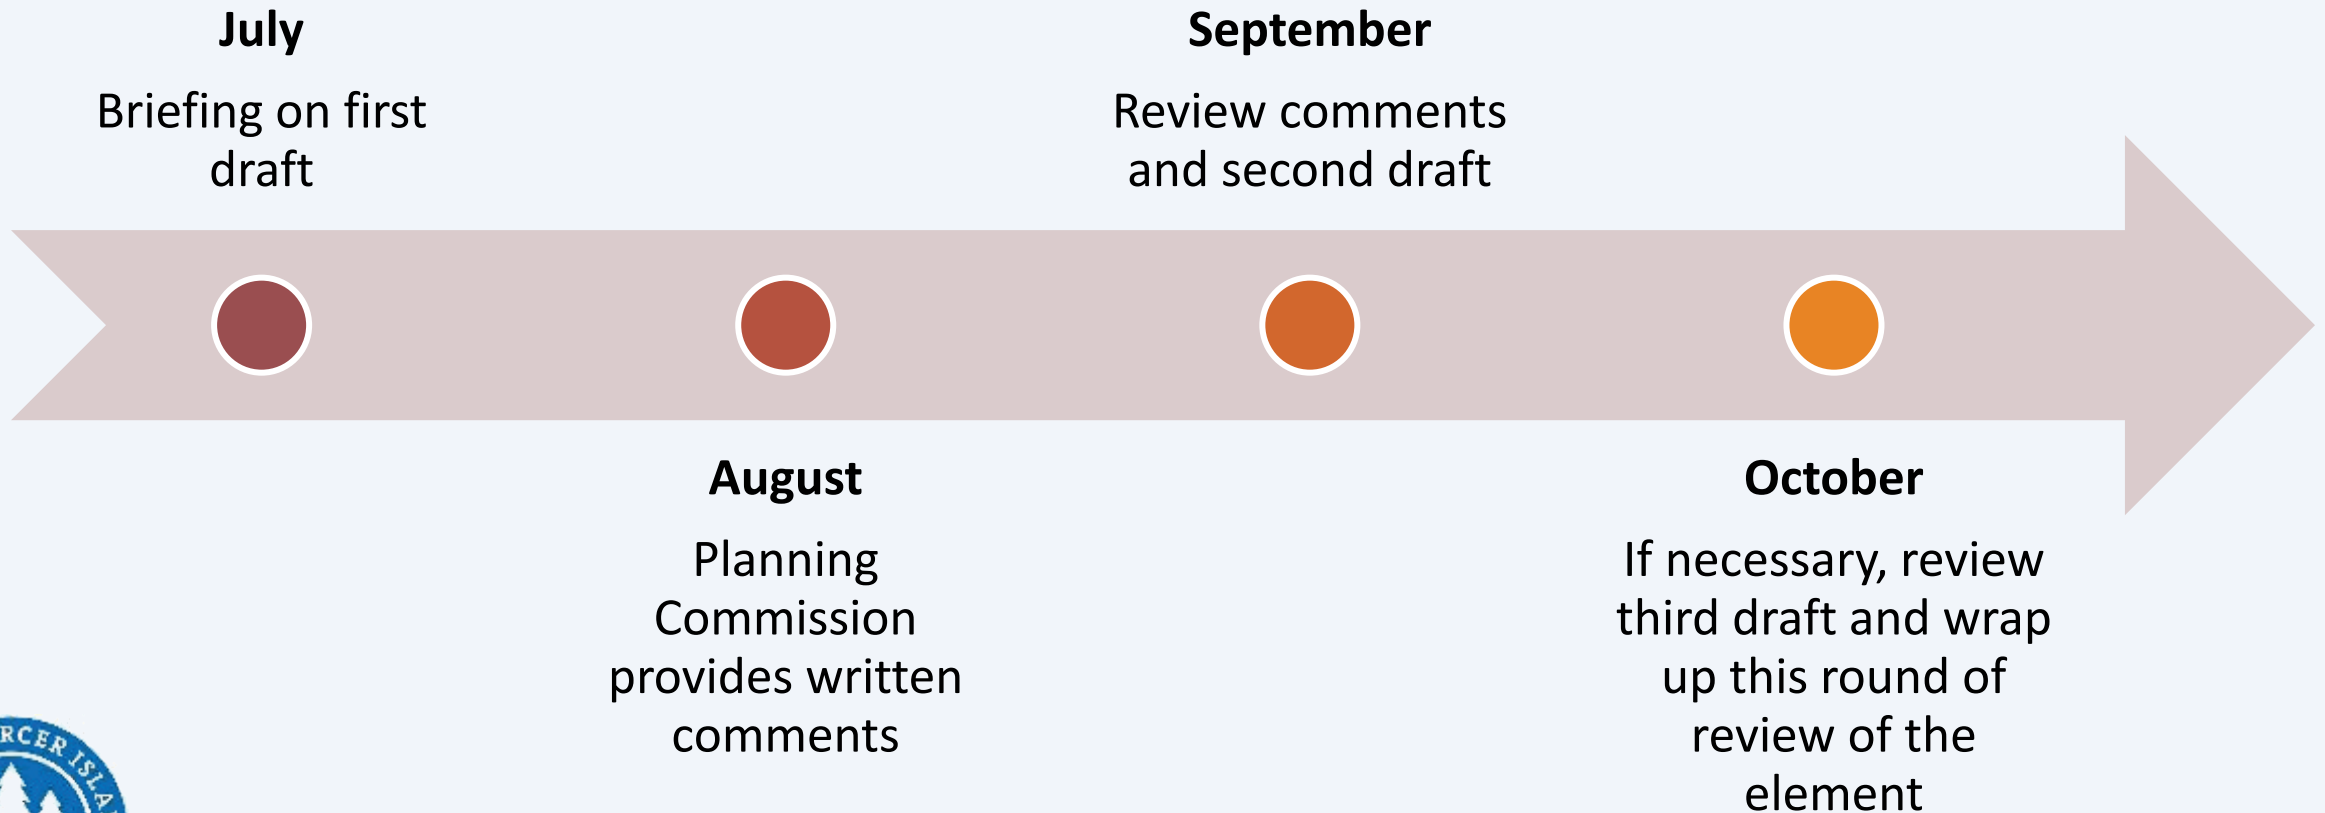 July
Briefing on first
draft
August
Planning
Commission
provides written
comments
September
Review comments
and second draft
October
If necessary, review
third draft and wrap
up this round of
review of the
element